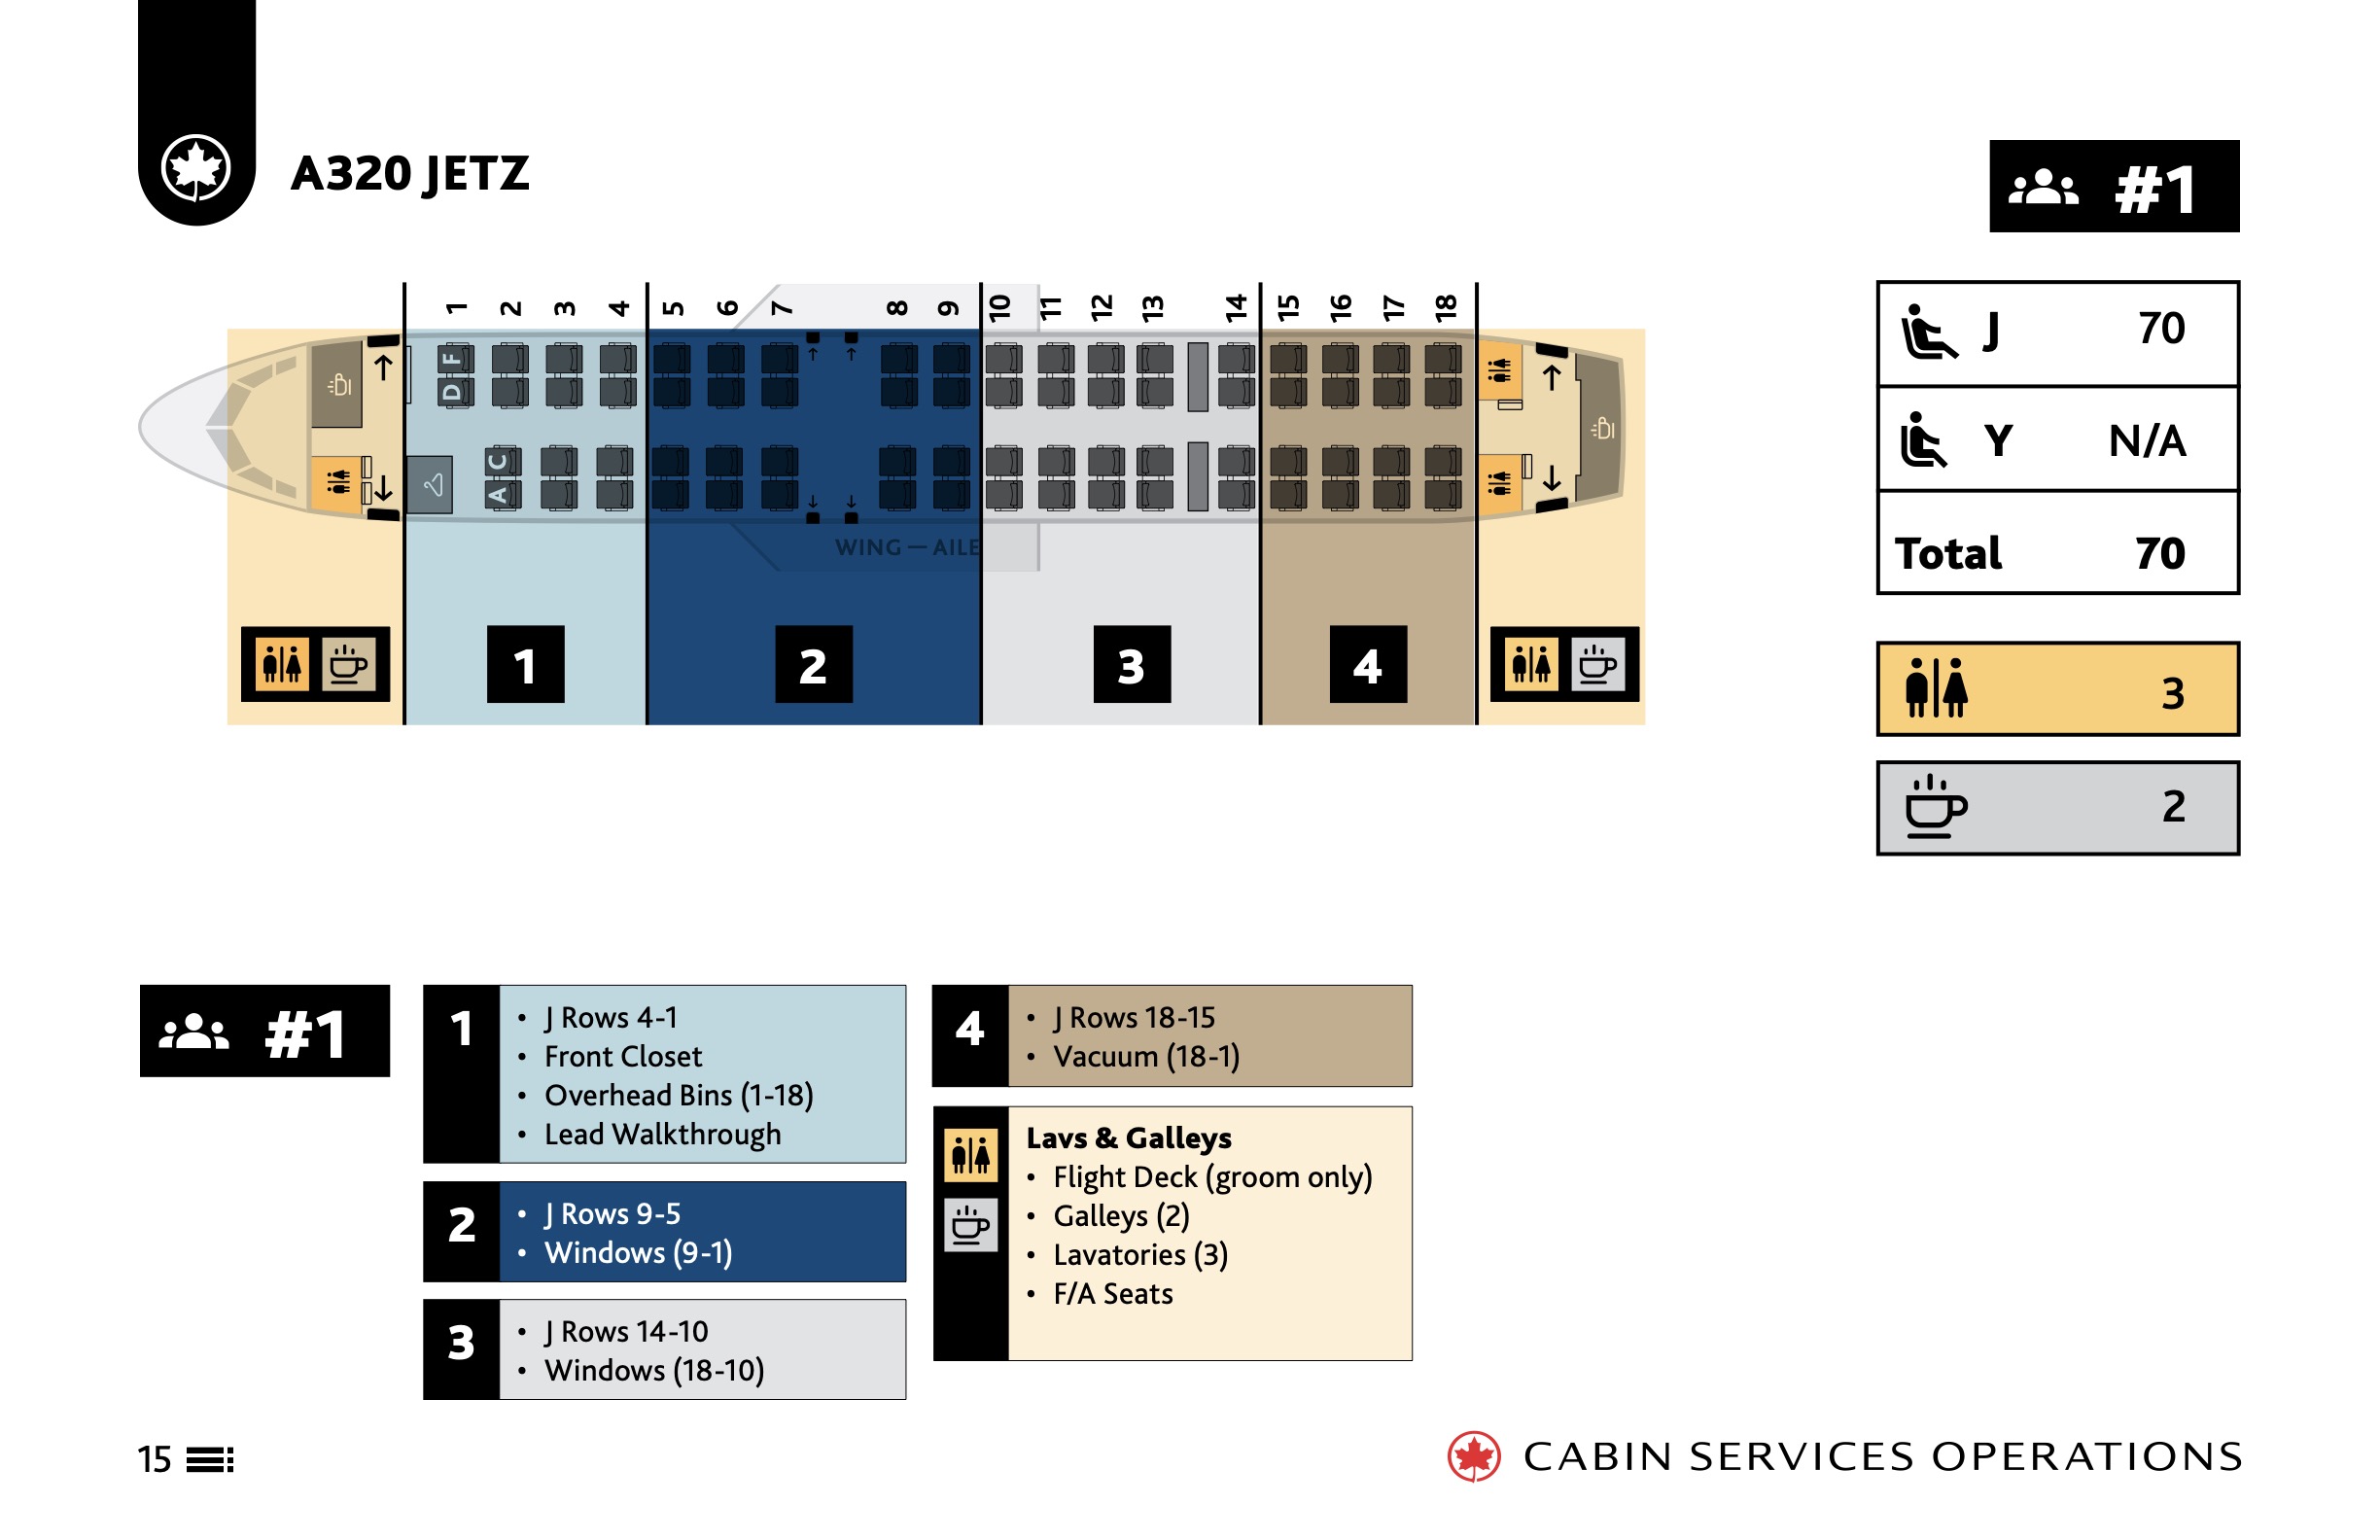 A320 JETZ
#1
1 2 3 4 5 6 7 8 9 10 11 12 13 14 15 16 17 18
F
D
C
A
WING — AILE
1 2 3 4
J 70
Y N/A
Total 70
3
2
#1
1
• J Rows 4-1
• Front Closet
• Overhead Bins (1-18)
• Lead Walkthrough
2
• J Rows 9-5
• Windows (9-1)
3
• J Rows 14-10
• Windows (18-10)
4
• J Rows 18-15
• Vacuum (18-1)
Lavs & Galleys
• Flight Deck (groom only)
• Galleys (2)
• Lavatories (3)
• F/A Seats
15
CABIN SERVICES OPERATIONS